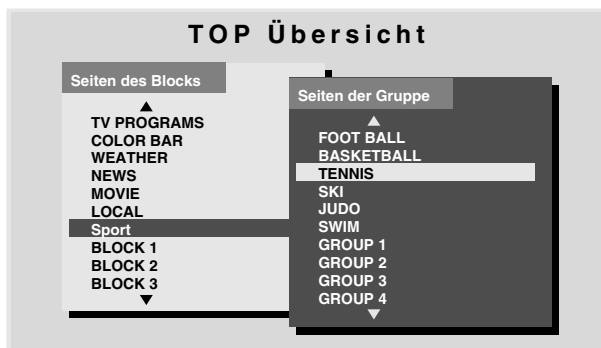 TOP Übersicht
Seiten des Blocks
TV PROGRAMS
COLOR BAR
WEATHER
NEWS
MOVIE
LOCAL
Sport
BLOCK 1
BLOCK 2
BLOCK 3
Seiten der Gruppe
FOOT BALL
BASKETBALL
TENNIS
SKI
JUDO
SWIM
GROUP 1
GROUP 2
GROUP 3
GROUP 4